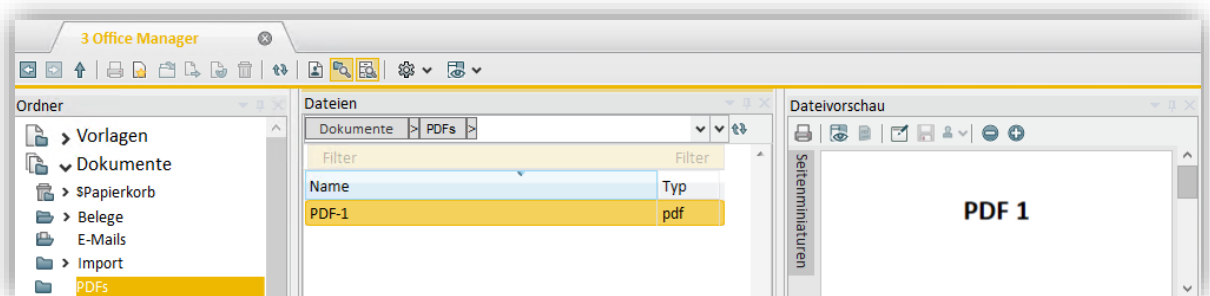 3 Office Manager
Ordner
Vorlagen
Dokumente
$Papierkorb
Belege
E-Mails
Import
PDFs
Dateien
Dokumente PDFs
Filter Filter
Name Typ
PDF-1 pdf
Dateivorschau
Seitenminiaturen
PDF 1